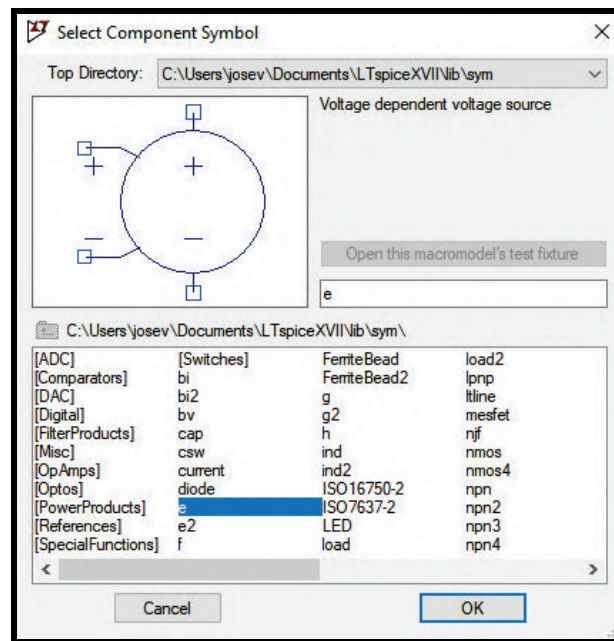 Select Component Symbol
Top Directory: C:\Users\josev\Documents\LTspiceXVII\lib\sym
Voltage dependent voltage source
+ +
— —
Open this macromodel's test fixture
e
C:\Users\josev\Documents\LTspiceXVII\lib\sym\
[ADC] [Switches] FerriteBead load2
[Comparators] bi FerriteBead2 lpnp
[DAC] bi2 g ltline
[Digital] bv g2 mesfet
[FilterProducts] cap h njf
[Misc] csw ind nmos
[OpAmps] current ind2 nmos4
[Optos] diode ISO16750-2 npn
[PowerProducts] e ISO7637-2 npn2
[References] e2 LED npn3
[SpecialFunctions] f load npn4
Cancel OK